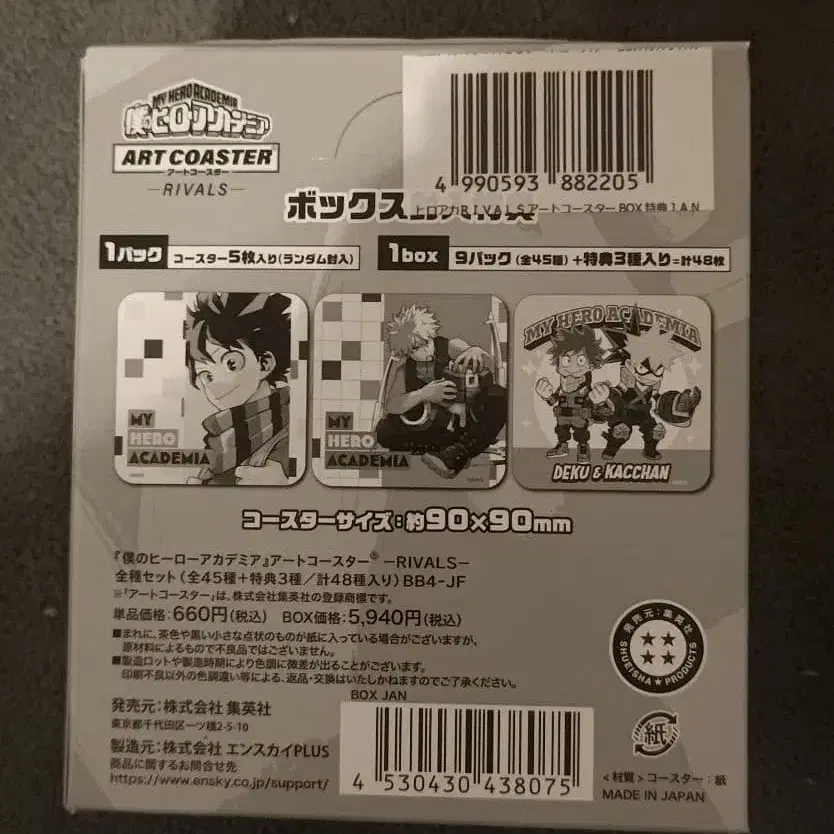 MY HERO ACADEMIA
僕のヒーローアカデミア
ART COASTER®
アートコースター
-RIVALS-
4 990593 882205
ヒロアカRIVALSアートコースターBOX特典JAN
ボックス
1パック コースター5枚入り(ランダム封入)
1box 9パック(全45種)+特典3種入り=計48枚
MY HERO ACADEMIA
MY HERO ACADEMIA
MY HERO ACADEMIA
DEKU & KACCHAN
コースターサイズ:約90×90mm
『僕のヒーローアカデミア』アートコースター® -RIVALS-
全種セット(全45種+特典3種/計48種入り)BB4-JF
※「アートコースター」は、株式会社集英社の登録商標です。
単品価格:660円(税込) BOX価格:5,940円(税込)
■まれに、茶色や黒い小さな点状のものが紙に入っている場合がございますが、
原材料によるもので不良品ではございません。
■製造ロットや製造時期により色調に微差が出ることがございます。
印刷不良以外の色調違い等による、返品・交換はいたしかねますのでご了承ください。
発売元:株式会社 集英社
東京都千代田区一ツ橋2-5-10
製造元:株式会社 エンスカイPLUS
商品に関するお問合せ先
https://www.ensky.co.jp/support/
BOX JAN
4 530430 438075
発売元:集英社
SHUEISHA★PRODUCTS
紙
<材質>コースター:紙
MADE IN JAPAN